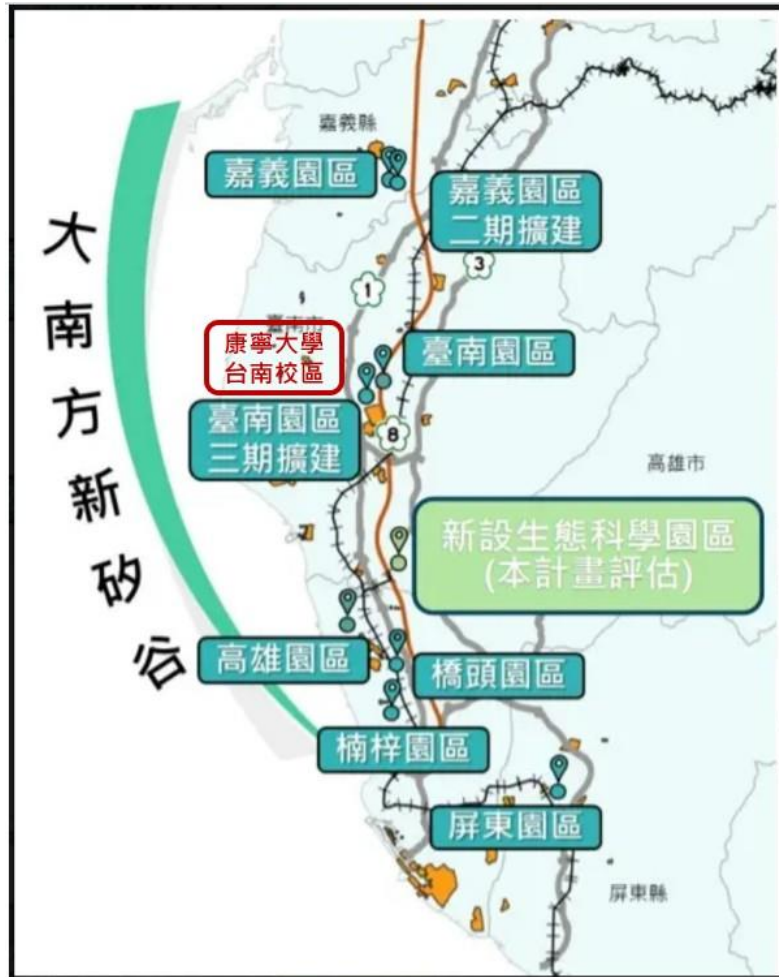 嘉義縣
嘉義園區
嘉義園區
二期擴建
大南方新矽谷
3
1
臺南市
康寧大學
台南校區
臺南園區
臺南園區
三期擴建
8
高雄市
新設生態科學園區
(本計畫評估)
高雄園區
橋頭園區
楠梓園區
屏東園區
屏東縣